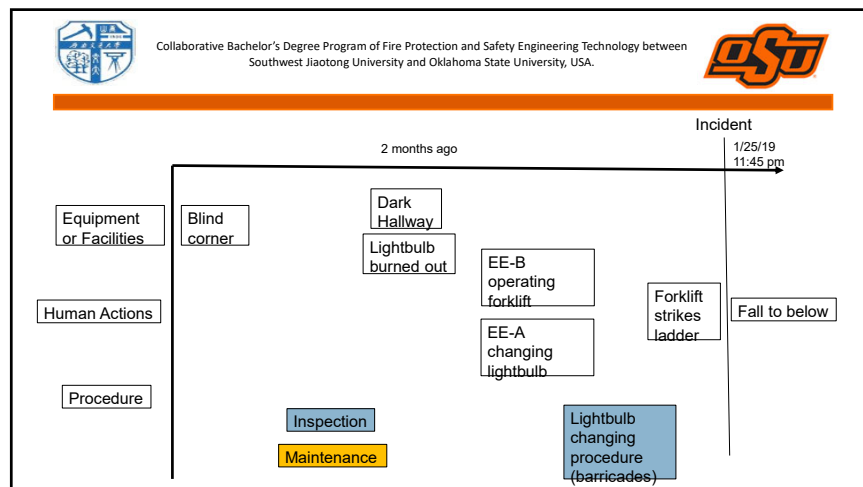 Collaborative Bachelor's Degree Program of Fire Protection and Safety Engineering Technology between
Southwest Jiaotong University and Oklahoma State University, USA.
OSU
Incident
2 months ago
1/25/19
11:45 pm
Equipment
or Facilities
Blind
corner
Dark
Hallway
Lightbulb
burned out
EE-B
operating
forklift
Forklift
strikes
ladder
Fall to below
Human Actions
EE-A
changing
lightbulb
Procedure
Inspection
Maintenance
Lightbulb
changing
procedure
(barricades)